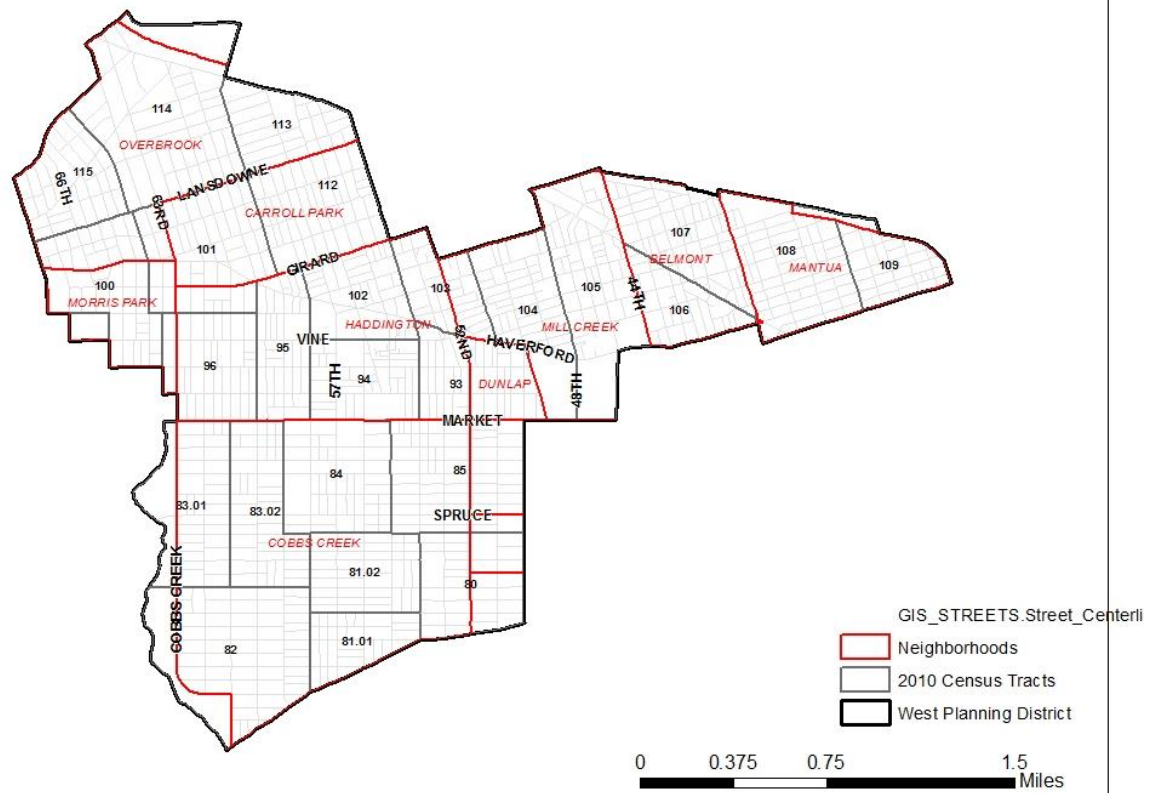 114
113
OVERBROOK
115
66TH
LANSDOWNE
112
63RD
CARROLL PARK
107
101
108
BELMONT
MANTUA
109
GIRARD
100
MORRIS PARK
102
103
105
44TH
104
106
HADDINGTON
MILL CREEK
VINE
95
52ND
HAVERFORD
96
57TH
94
93
DUNLAP
48TH
MARKET
84
85
83.01
83.02
SPRUCE
COBBS CREEK
81.02
80
COBBS CREEK
82
81.01
GIS_STREETS.Street_Centerli
Neighborhoods
2010 Census Tracts
West Planning District
0 0.375 0.75 1.5
Miles